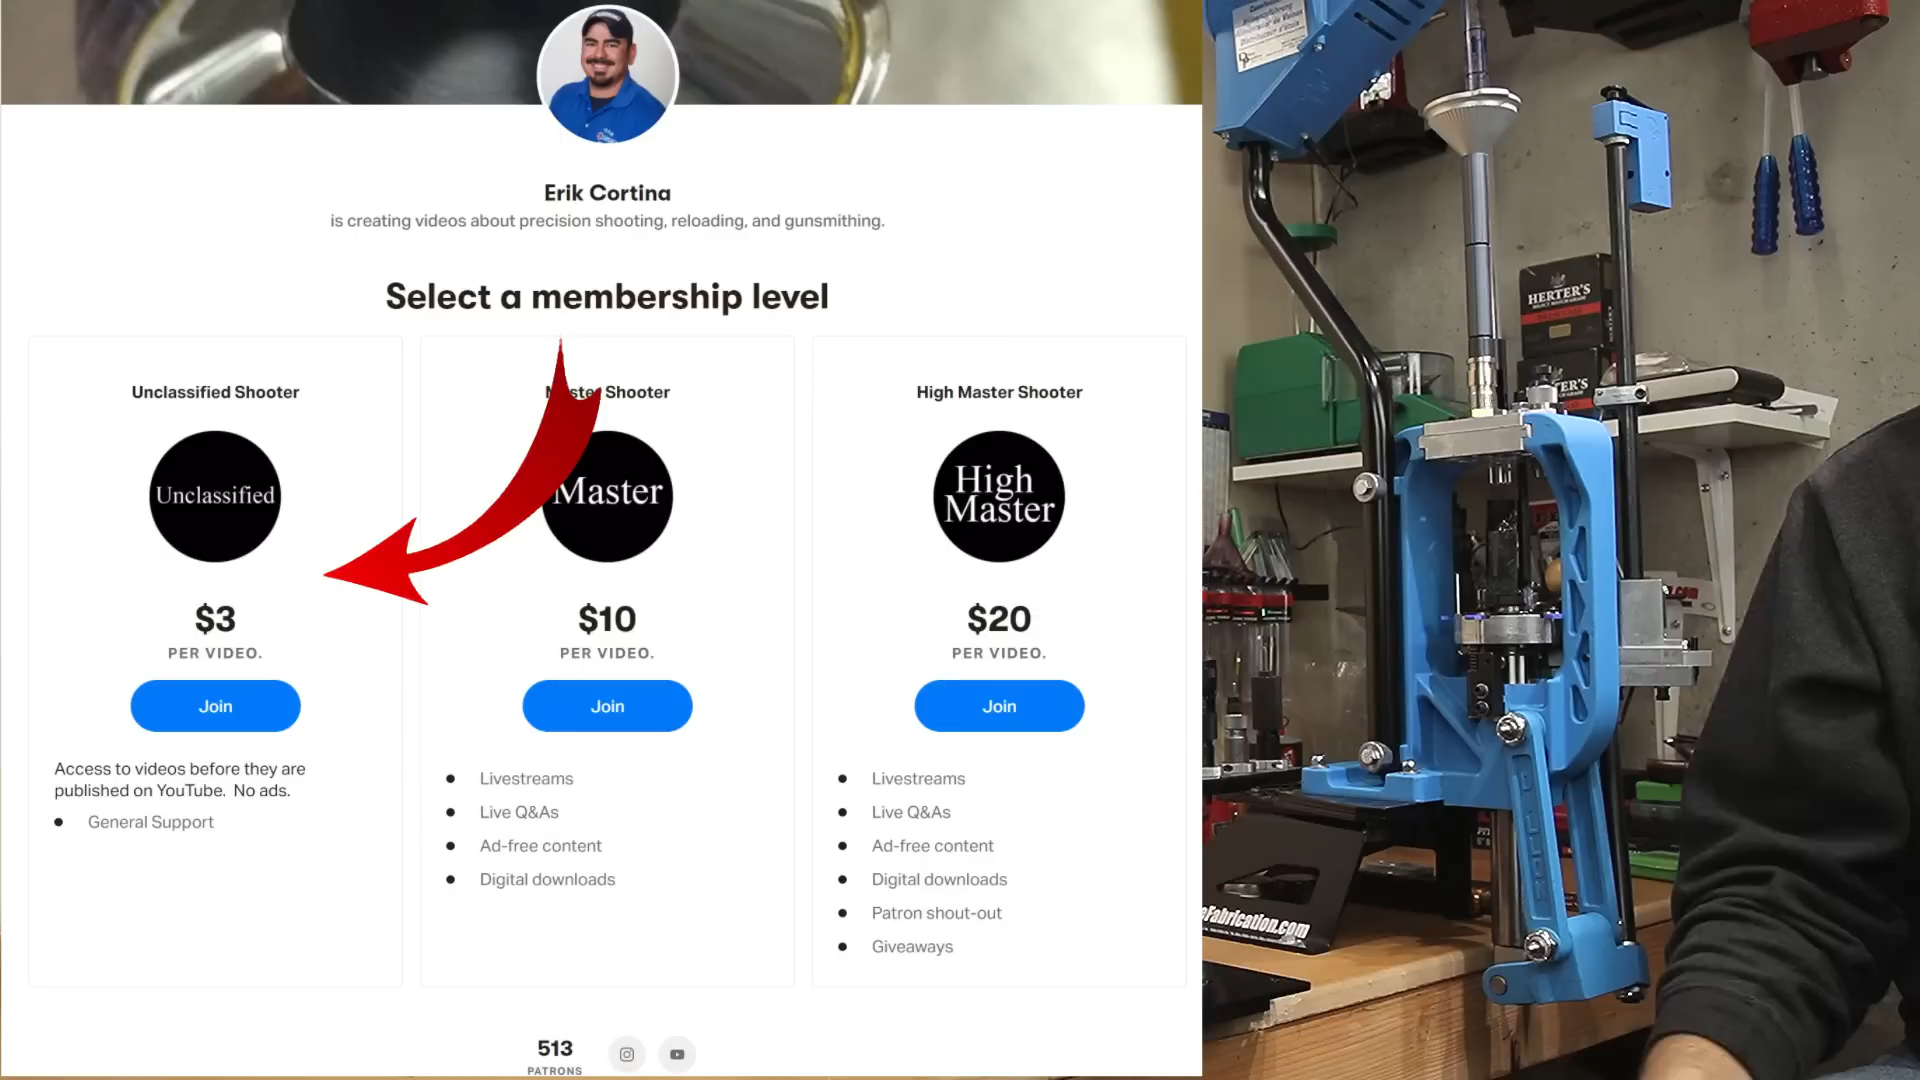 Erik Cortina
is creating videos about precision shooting, reloading, and gunsmithing.
Select a membership level
Unclassified Shooter
Unclassified
$3
PER VIDEO.
Join
Access to videos before they are
published on YouTube. No ads.
General Support
Master Shooter
Master
$10
PER VIDEO.
Join
Livestreams
Live Q&As
Ad-free content
Digital downloads
High Master Shooter
High
Master
$20
PER VIDEO.
Join
Livestreams
Live Q&As
Ad-free content
Digital downloads
Patron shout-out
Giveaways
513
PATRONS
HERTER'S
eFabrication.com